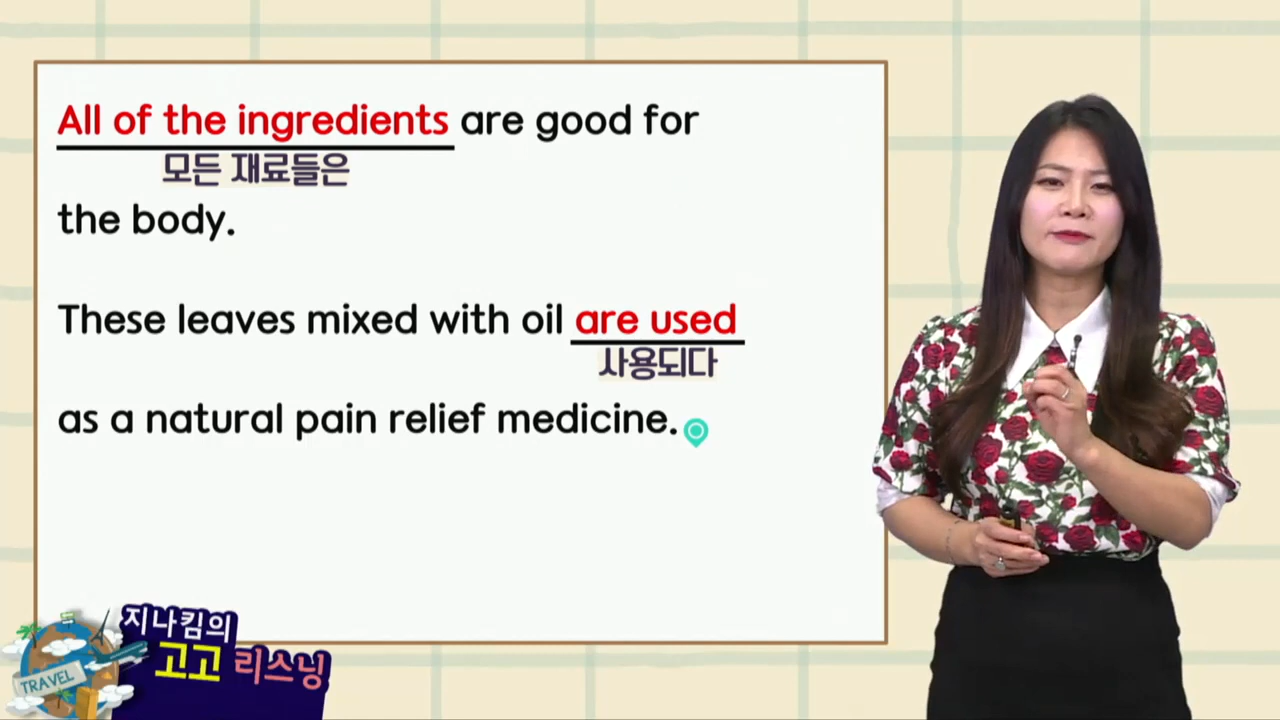 All of the ingredients are good for
모든 재료들은
the body.
These leaves mixed with oil are used
사용되다
as a natural pain relief medicine.
TRAVEL
지나킴의
고고 리스닝